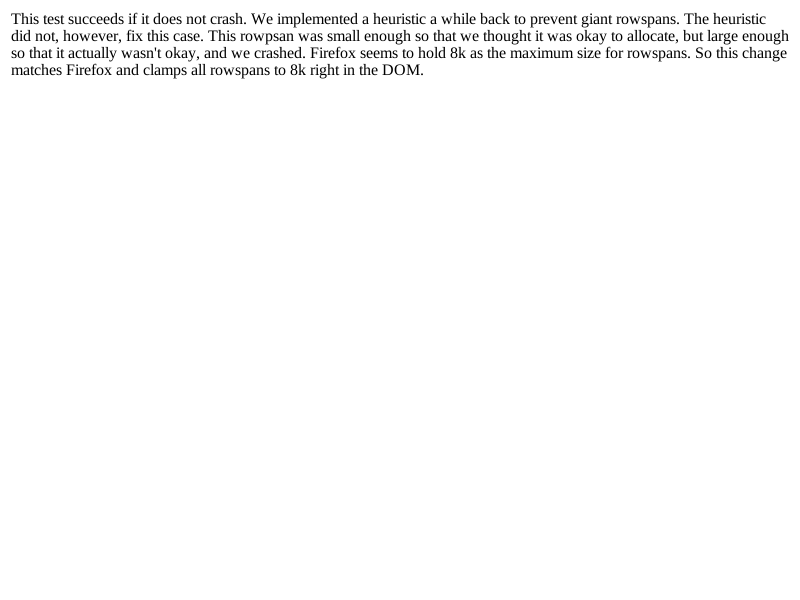 This test succeeds if it does not crash. We implemented a heuristic a while back to prevent giant rowspans. The heuristic
did not, however, fix this case. This rowpsan was small enough so that we thought it was okay to allocate, but large enough
so that it actually wasn't okay, and we crashed. Firefox seems to hold 8k as the maximum size for rowspans. So this change
matches Firefox and clamps all rowspans to 8k right in the DOM.